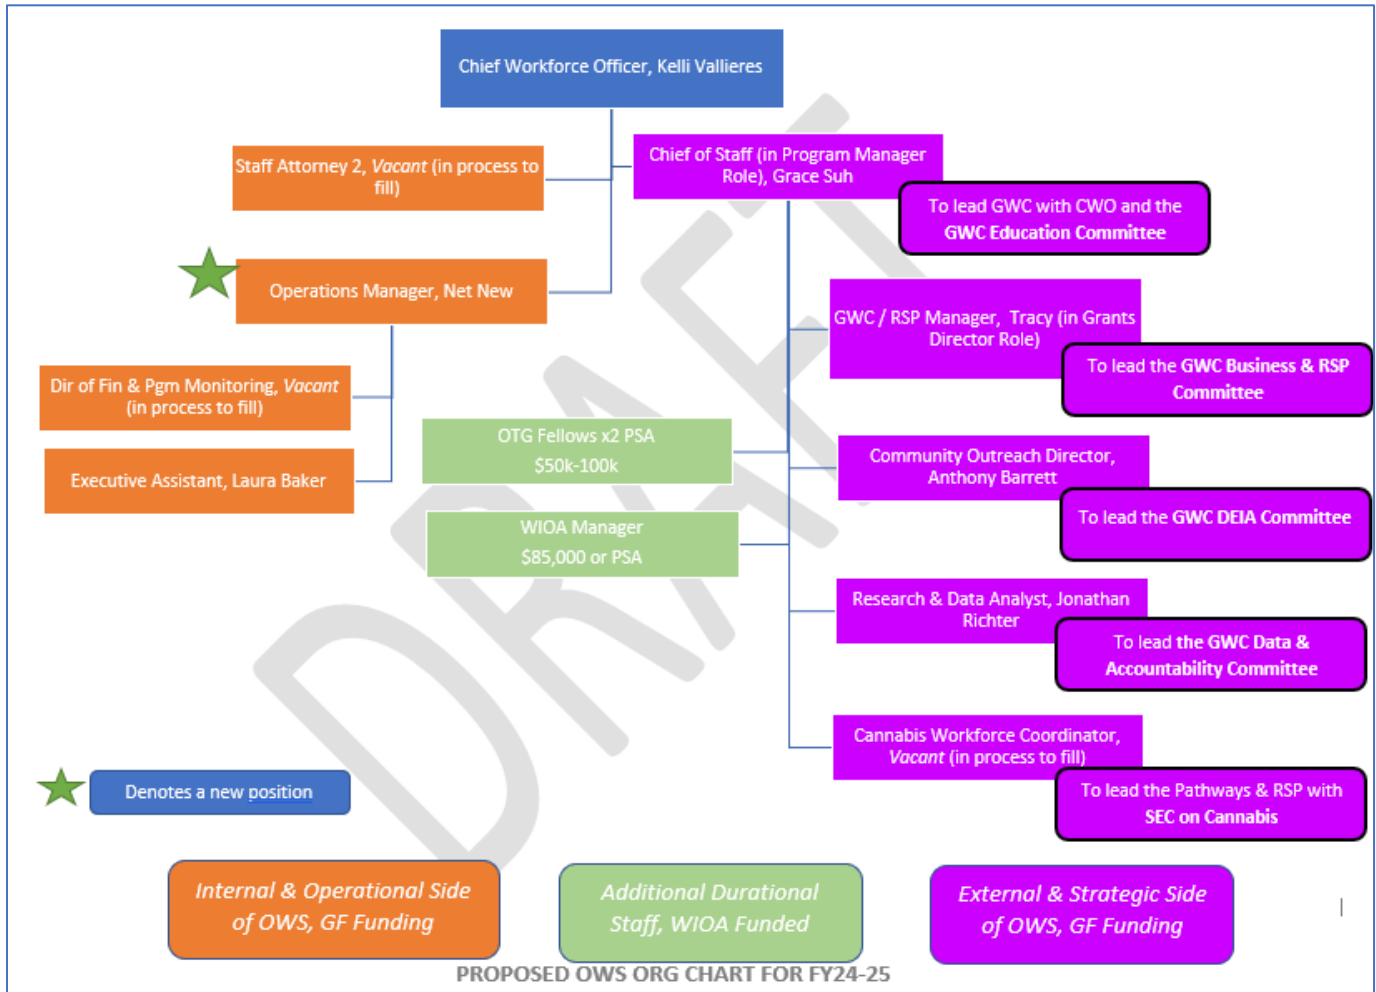 Chief Workforce Officer, Kelli Vallieres
Staff Attorney 2, Vacant (in process to
fill)
Chief of Staff (in Program Manager
Role), Grace Suh
To lead GWC with CWO and the
GWC Education Committee
Operations Manager, Net New
GWC / RSP Manager, Tracy (in Grants
Director Role)
To lead the GWC Business & RSP
Committee
Dir of Fin & Pgm Monitoring, Vacant
(in process to fill)
Executive Assistant, Laura Baker
OTG Fellows x2 PSA
$50k-100k
Community Outreach Director,
Anthony Barrett
To lead the GWC DEIA Committee
WIOA Manager
$85,000 or PSA
Research & Data Analyst, Jonathan
Richter
To lead the GWC Data &
Accountability Committee
Cannabis Workforce Coordinator,
Vacant (in process to fill)
To lead the Pathways & RSP with
SEC on Cannabis
Denotes a new position
Internal & Operational Side
of OWS, GF Funding
Additional Durational
Staff, WIOA Funded
External & Strategic Side
of OWS, GF Funding
PROPOSED OWS ORG CHART FOR FY24-25
DRAFT